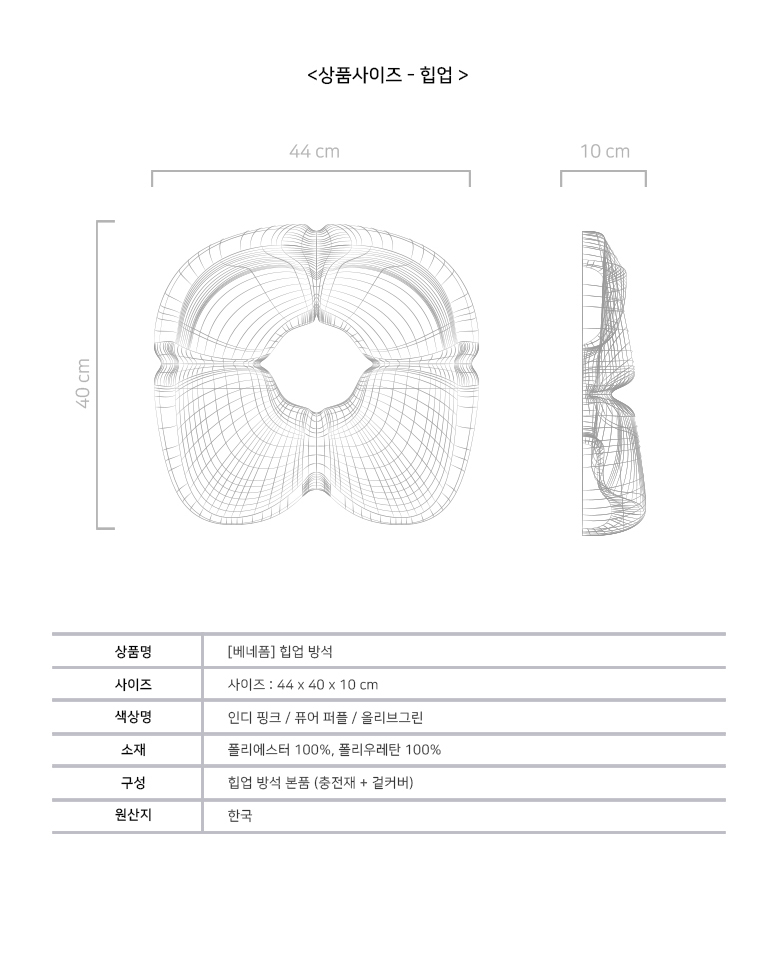 <상품사이즈 - 힙업 >
44 cm
10 cm
40 cm
상품명 [베네폼] 힙업 방석
사이즈 사이즈 : 44 x 40 x 10 cm
색상명 인디 핑크 / 퓨어 퍼플 / 올리브그린
소재 폴리에스터 100%, 폴리우레탄 100%
구성 힙업 방석 본품 (충전재 + 겉커버)
원산지 한국